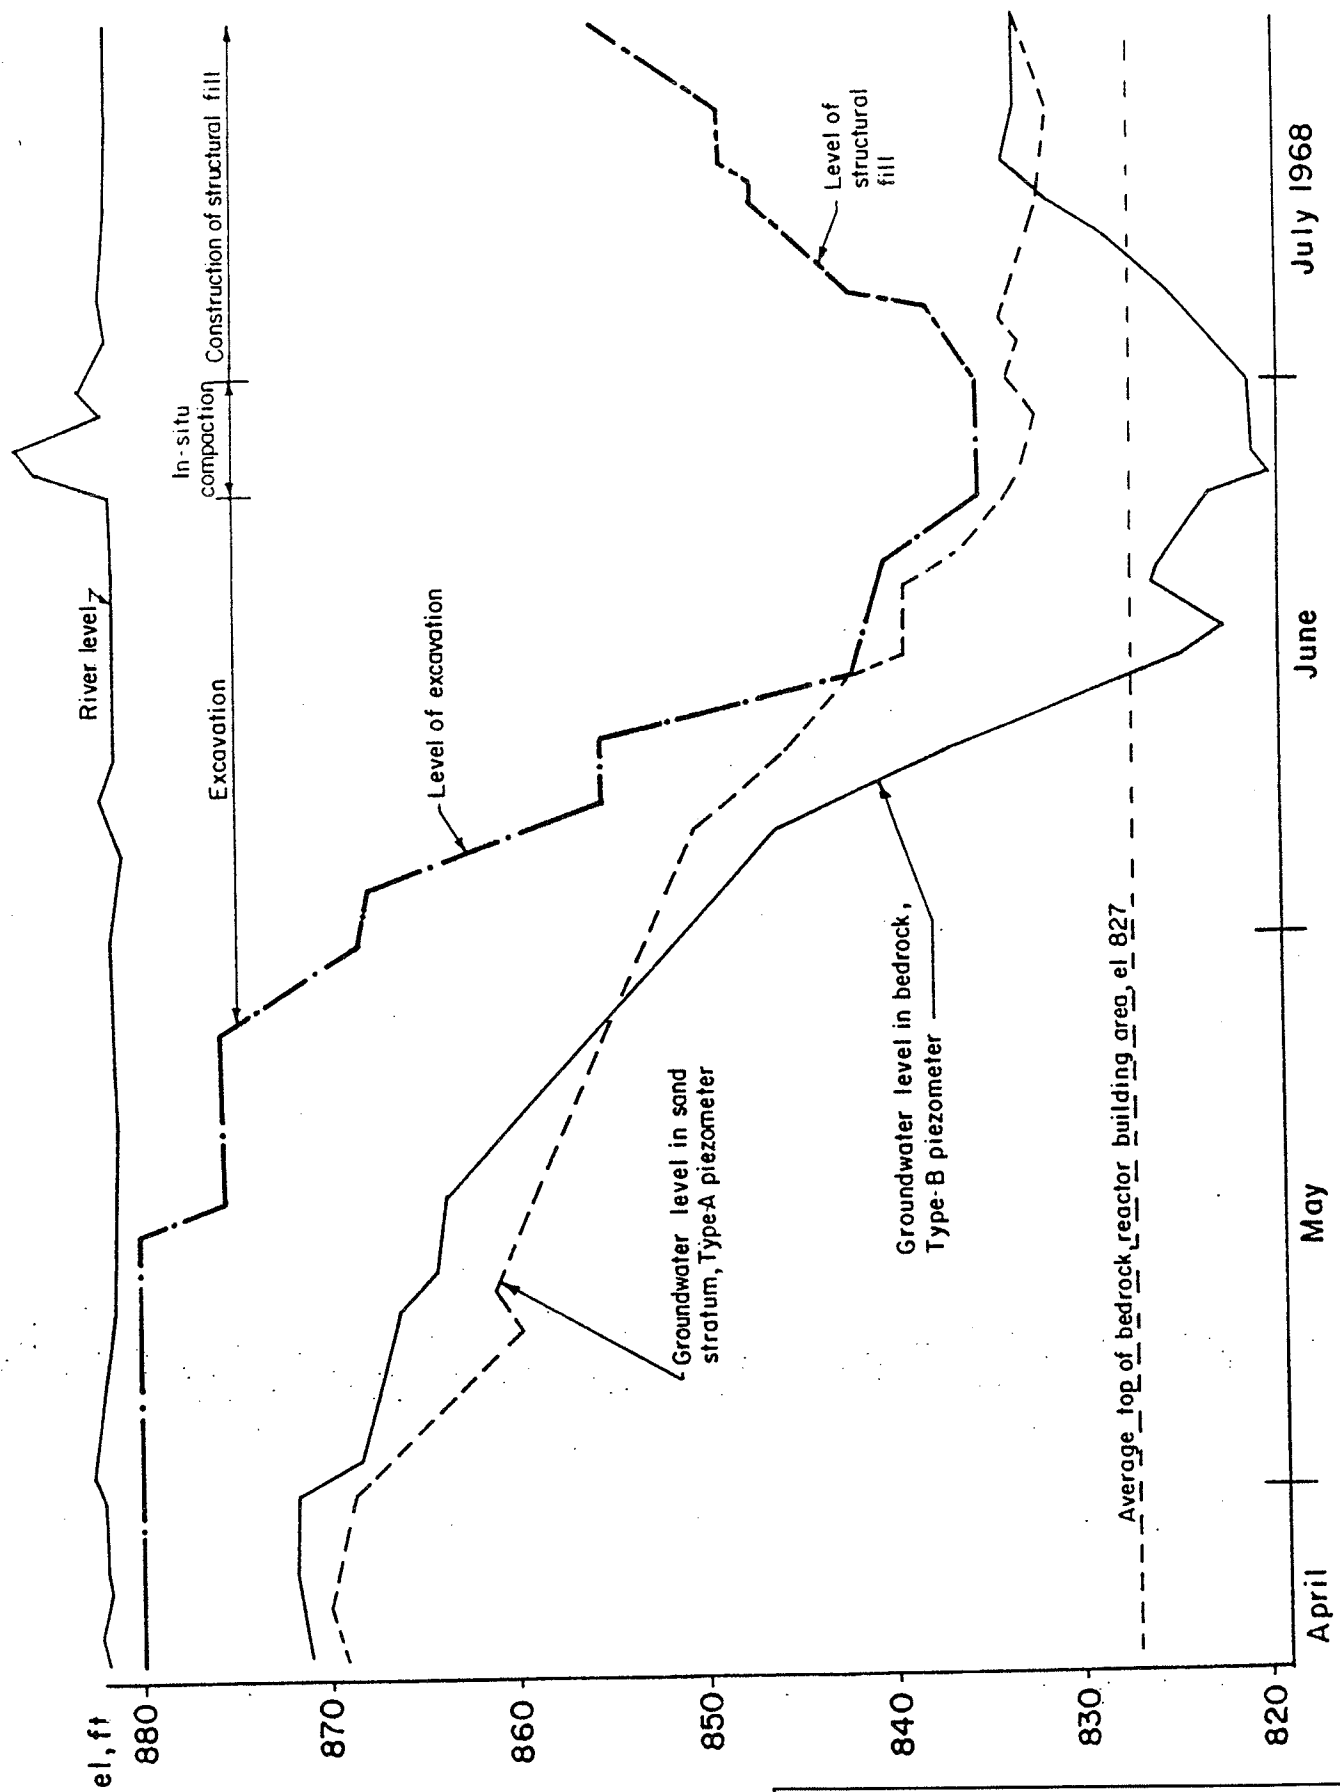 el, ft
880
870
860
850
840
830
820
April
May
June
July 1968
River level
Excavation
In-situ
compaction
Construction of structural fill
Level of excavation
Level of
structural
fill
Groundwater level in sand
stratum, Type-A piezometer
Groundwater level in bedrock,
Type-B piezometer
Average top of bedrock, reactor building area, el 827